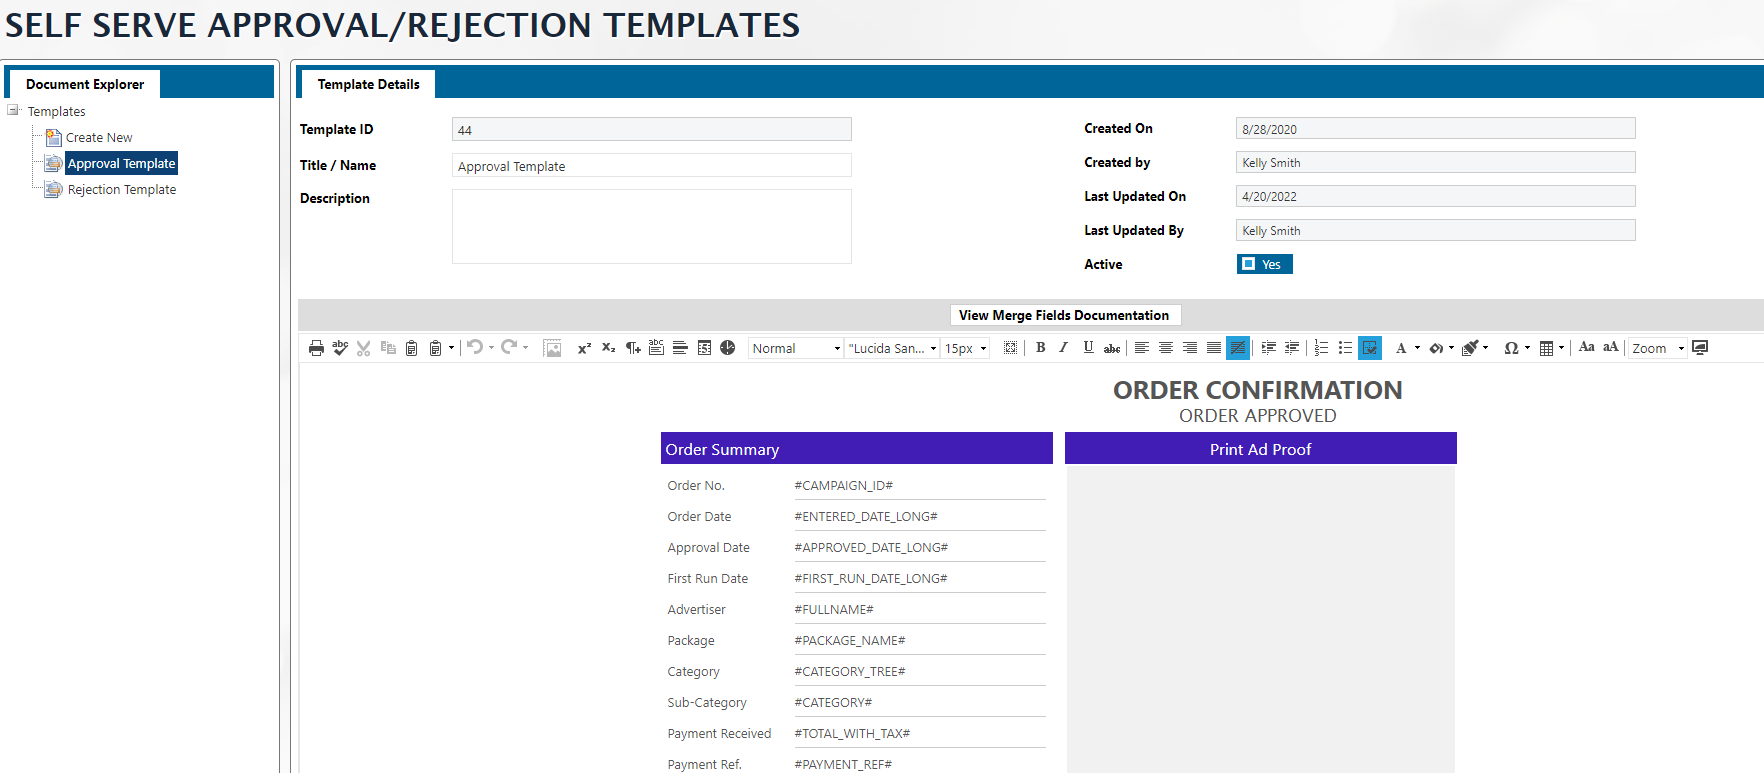 SELF SERVE APPROVAL/REJECTION TEMPLATES
Document Explorer
Templates
Create New
Approval Template
Rejection Template
Template Details
Template ID
44
Title / Name
Approval Template
Description
Created On
8/28/2020
Created by
Kelly Smith
Last Updated On
4/20/2022
Last Updated By
Kelly Smith
Active
Yes
View Merge Fields Documentation
Normal "Lucida San... 15px B I U abc Aa aA Zoom
ORDER CONFIRMATION
ORDER APPROVED
Order Summary
Order No. #CAMPAIGN_ID#
Order Date #ENTERED_DATE_LONG#
Approval Date #APPROVED_DATE_LONG#
First Run Date #FIRST_RUN_DATE_LONG#
Advertiser #FULLNAME#
Package #PACKAGE_NAME#
Category #CATEGORY_TREE#
Sub-Category #CATEGORY#
Payment Received #TOTAL_WITH_TAX#
Payment Ref. #PAYMENT_REF#
Print Ad Proof